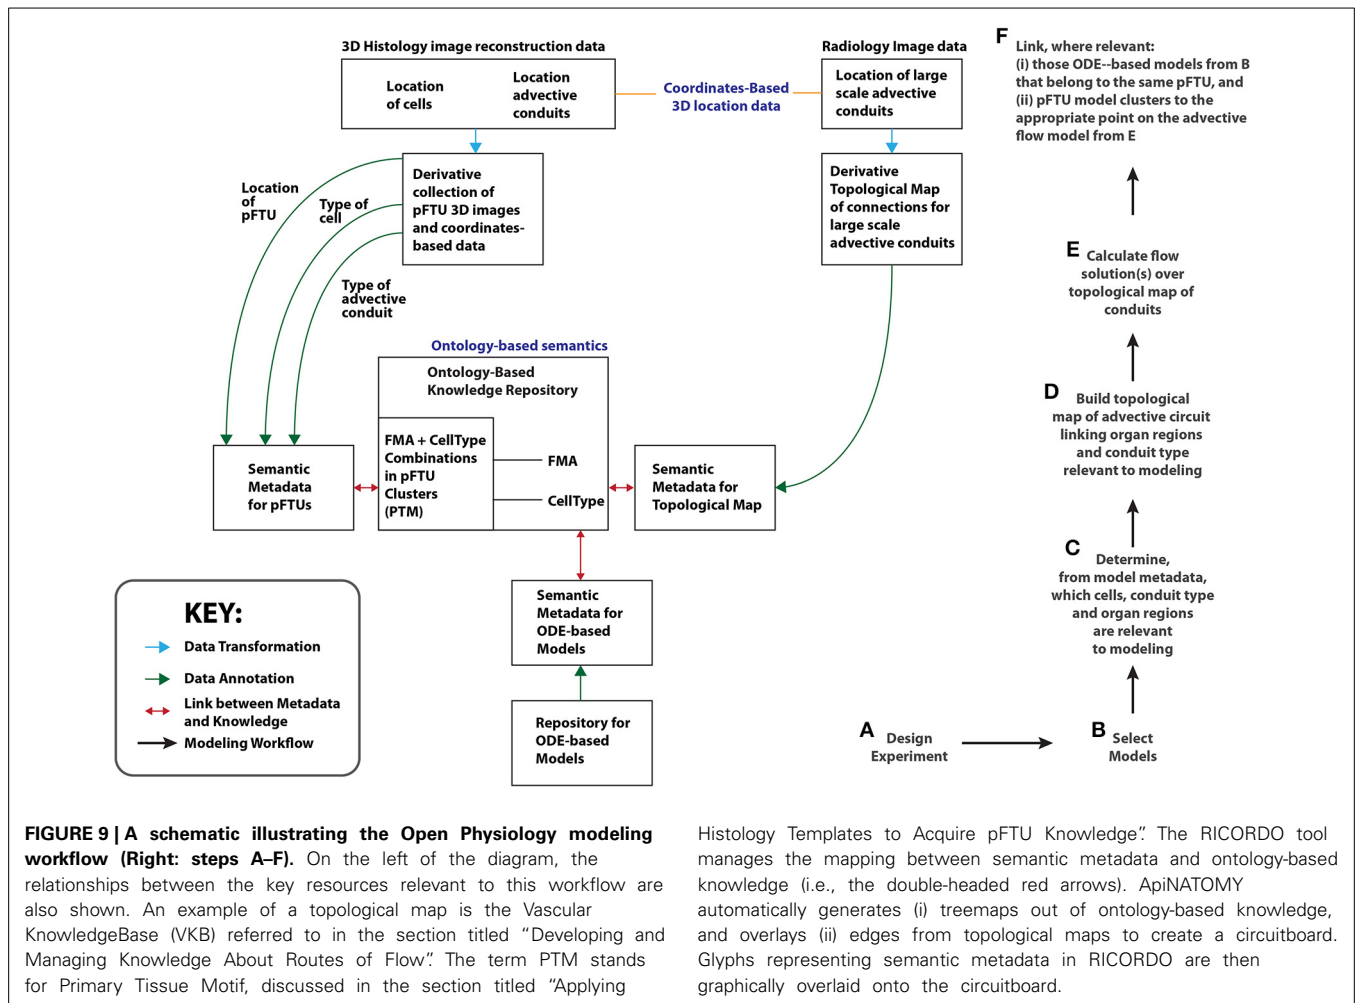 3D Histology image reconstruction data
Location
of cells
Location
advective
conduits
Coordinates-Based
3D location data
Radiology Image data
Location of large
scale advective
conduits
Derivative
collection of
pFTU 3D images
and coordinates-
based data
Derivative
Topological Map
of connections for
large scale
advective conduits
Location
of
pFTU
Type of
cell
Type of
advective
conduit
Ontology-based semantics
Ontology-Based
Knowledge Repository
FMA + CellType
Combinations
in pFTU
Clusters
(PTM)
FMA
CellType
Semantic
Metadata
for pFTUs
Semantic
Metadata for
Topological Map
Semantic
Metadata for
ODE-based
Models
Repository for
ODE-based
Models
KEY:
Data Transformation
Data Annotation
Link between Metadata
and Knowledge
Modeling Workflow
F
Link, where relevant:
(i) those ODE--based models from B
that belong to the same pFTU, and
(ii) pFTU model clusters to the
appropriate point on the advective
flow model from E
E
Calculate flow
solution(s) over
topological map of
conduits
D
Build topological
map of advective circuit
linking organ regions
and conduit type
relevant to modeling
C
Determine,
from model metadata,
which cells, conduit type
and organ regions
are relevant
to modeling
A
Design
Experiment
B
Select
Models
FIGURE 9 | A schematic illustrating the Open Physiology modeling
workflow (Right: steps A–F). On the left of the diagram, the
relationships between the key resources relevant to this workflow are
also shown. An example of a topological map is the Vascular
KnowledgeBase (VKB) referred to in the section titled “Developing and
Managing Knowledge About Routes of Flow”. The term PTM stands
for Primary Tissue Motif, discussed in the section titled “Applying
Histology Templates to Acquire pFTU Knowledge”. The RICORDO tool
manages the mapping between semantic metadata and ontology-based
knowledge (i.e., the double-headed red arrows). ApiNATOMY
automatically generates (i) treemaps out of ontology-based knowledge,
and overlays (ii) edges from topological maps to create a circuitboard.
Glyphs representing semantic metadata in RICORDO are then
graphically overlaid onto the circuitboard.